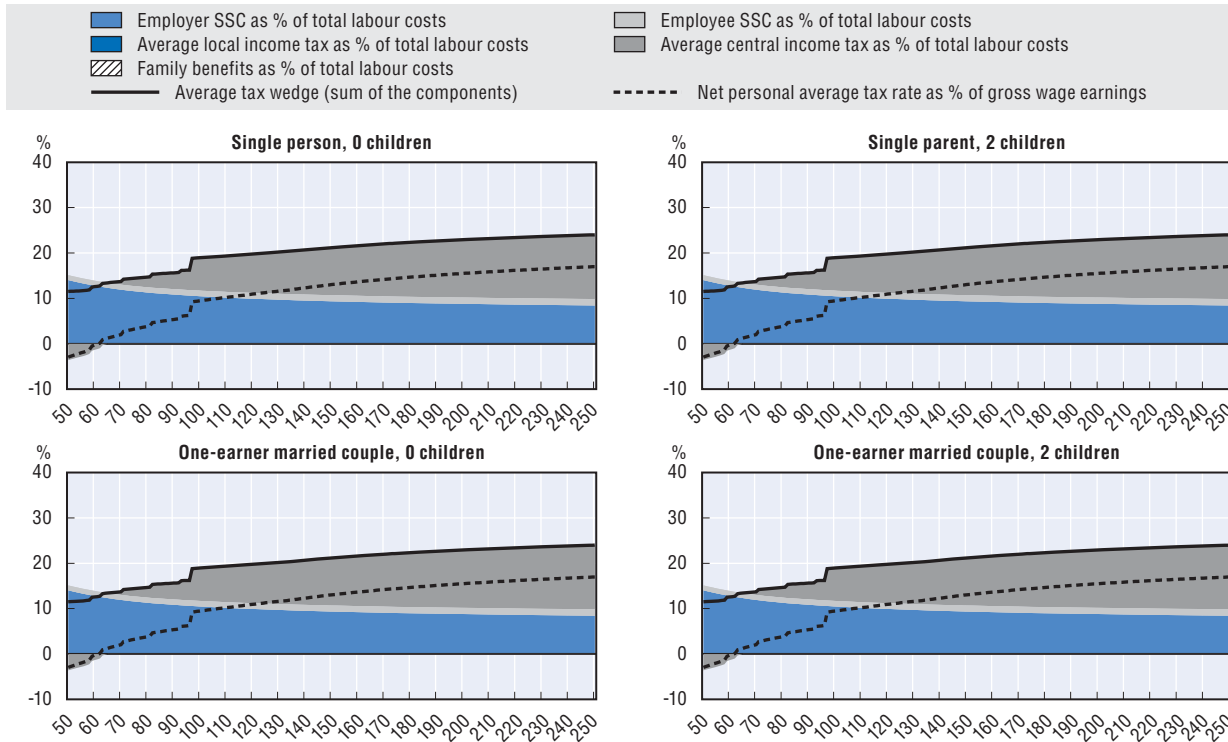 Employer SSC as % of total labour costs
Employee SSC as % of total labour costs
Average local income tax as % of total labour costs
Average central income tax as % of total labour costs
Family benefits as % of total labour costs
Average tax wedge (sum of the components)
Net personal average tax rate as % of gross wage earnings
% Single person, 0 children
40
30
20
10
0
-10
50 60 70 80 90 100 110 120 130 140 150 160 170 180 190 200 210 220 230 240 250
% Single parent, 2 children
40
30
20
10
0
-10
50 60 70 80 90 100 110 120 130 140 150 160 170 180 190 200 210 220 230 240 250
% One-earner married couple, 0 children
40
30
20
10
0
-10
50 60 70 80 90 100 110 120 130 140 150 160 170 180 190 200 210 220 230 240 250
% One-earner married couple, 2 children
40
30
20
10
0
-10
50 60 70 80 90 100 110 120 130 140 150 160 170 180 190 200 210 220 230 240 250